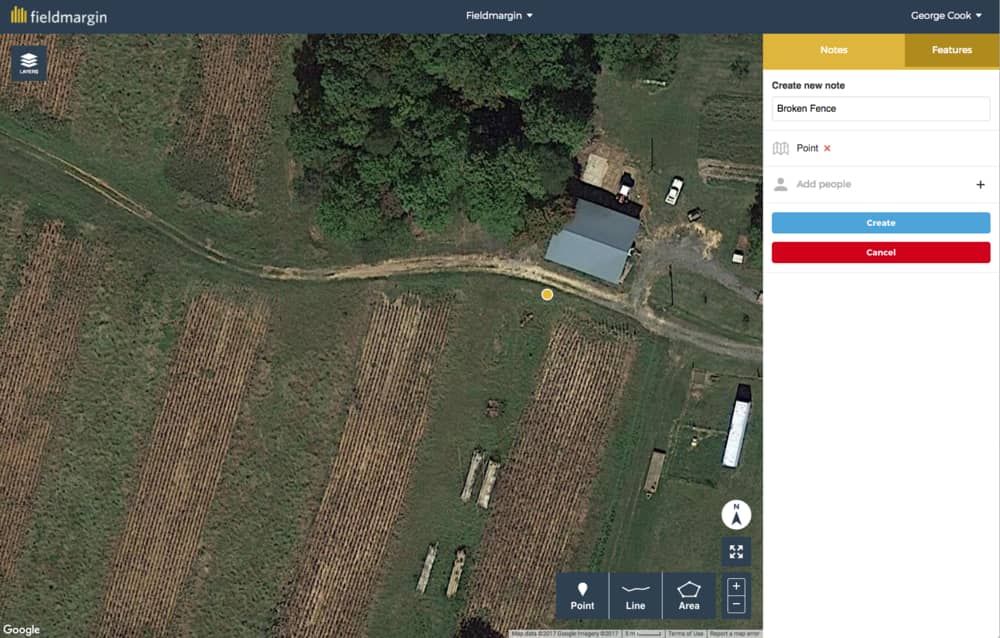 fieldmargin
Fieldmargin
George Cook
LAYERS
Notes
Features
Create new note
Broken Fence
Point
Add people
Create
Cancel
N
Point
Line
Area
Google
Map data ©2017 Google Imagery ©2017
5 m
Terms of Use
Report a map error